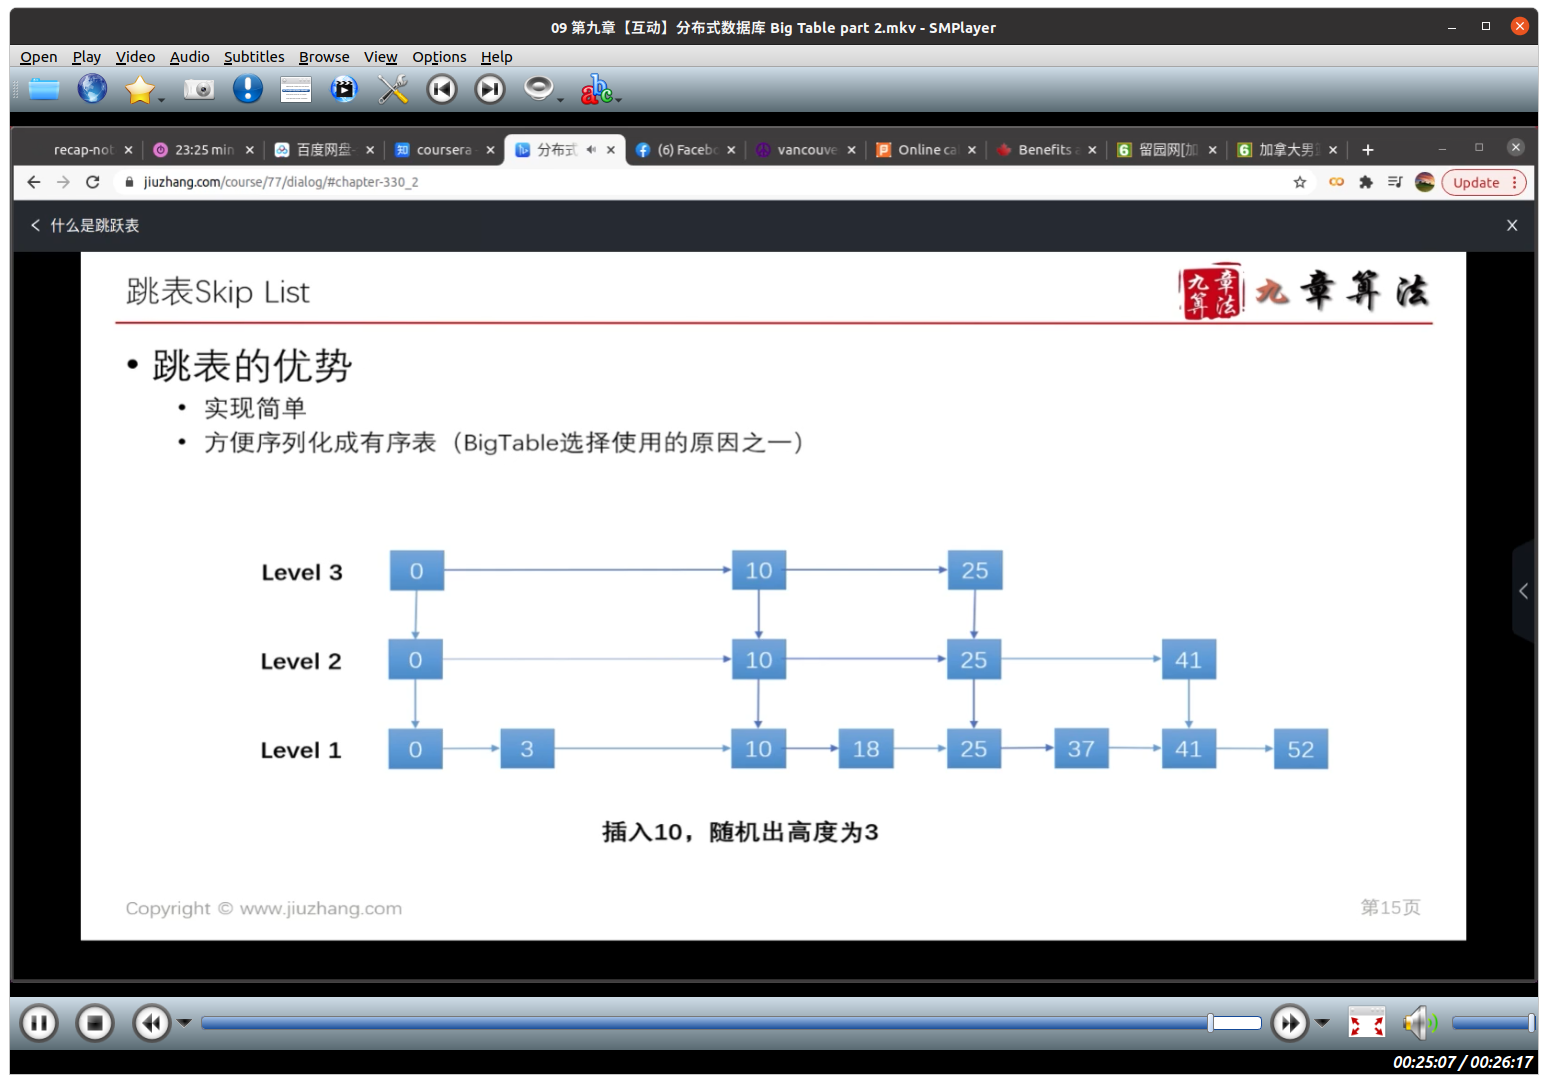 09 第九章【互动】分布式数据库 Big Table part 2.mkv - SMPlayer
Open Play Video Audio Subtitles Browse View Options Help
abc
recap-not 23:25 min 百度网盘- coursera 分布式 (6) Facebo vancouve Online cal Benefits a 留园网[加 加拿大男
jiuzhang.com/course/77/dialog/#chapter-330_2 Update
什么是跳跃表
跳表Skip List
九章算法 九章算法
• 跳表的优势
• 实现简单
• 方便序列化成有序表（BigTable选择使用的原因之一）
Level 3 0 10 25
Level 2 0 10 25 41
Level 1 0 3 10 18 25 37 41 52
插入10，随机出高度为3
Copyright © www.jiuzhang.com 第15页
00:25:07 / 00:26:17